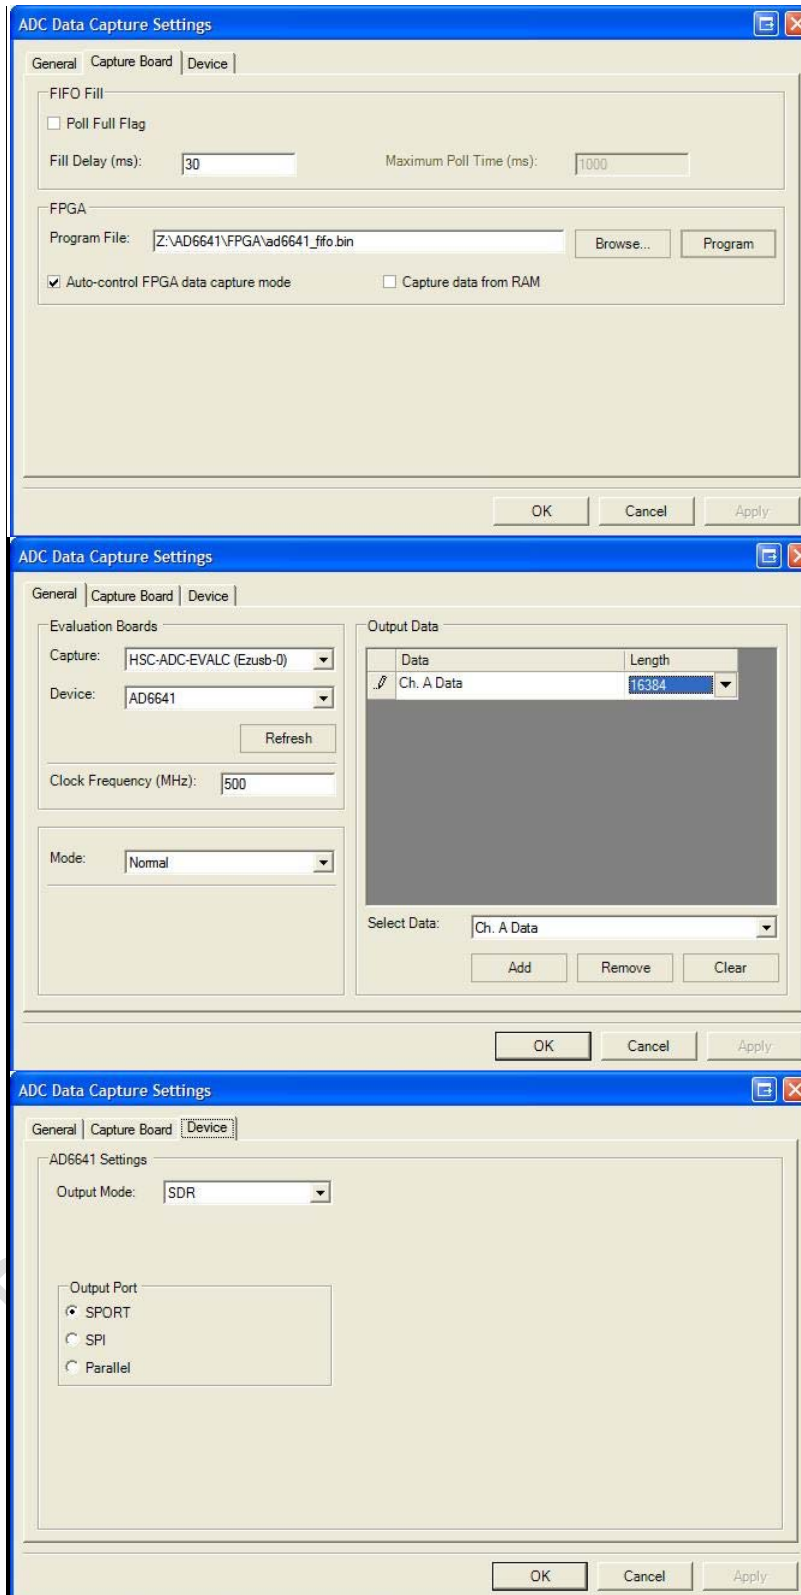 ADC Data Capture Settings
General Capture Board Device
FIFO Fill
Poll Full Flag
Fill Delay (ms): 30 Maximum Poll Time (ms): 1000
FPGA
Program File: Z:\AD6641\FPGA\ad6641_fifo.bin Browse... Program
Auto-control FPGA data capture mode Capture data from RAM
OK Cancel Apply
ADC Data Capture Settings
General Capture Board Device
Evaluation Boards
Capture: HSC-ADC-EVALC (Ezusb-0)
Device: AD6641
Refresh
Clock Frequency (MHz): 500
Mode: Normal
Output Data
Data Length
Ch. A Data 16384
Select Data: Ch. A Data
Add Remove Clear
OK Cancel Apply
ADC Data Capture Settings
General Capture Board Device
AD6641 Settings
Output Mode: SDR
Output Port
SPORT
SPI
Parallel
OK Cancel Apply